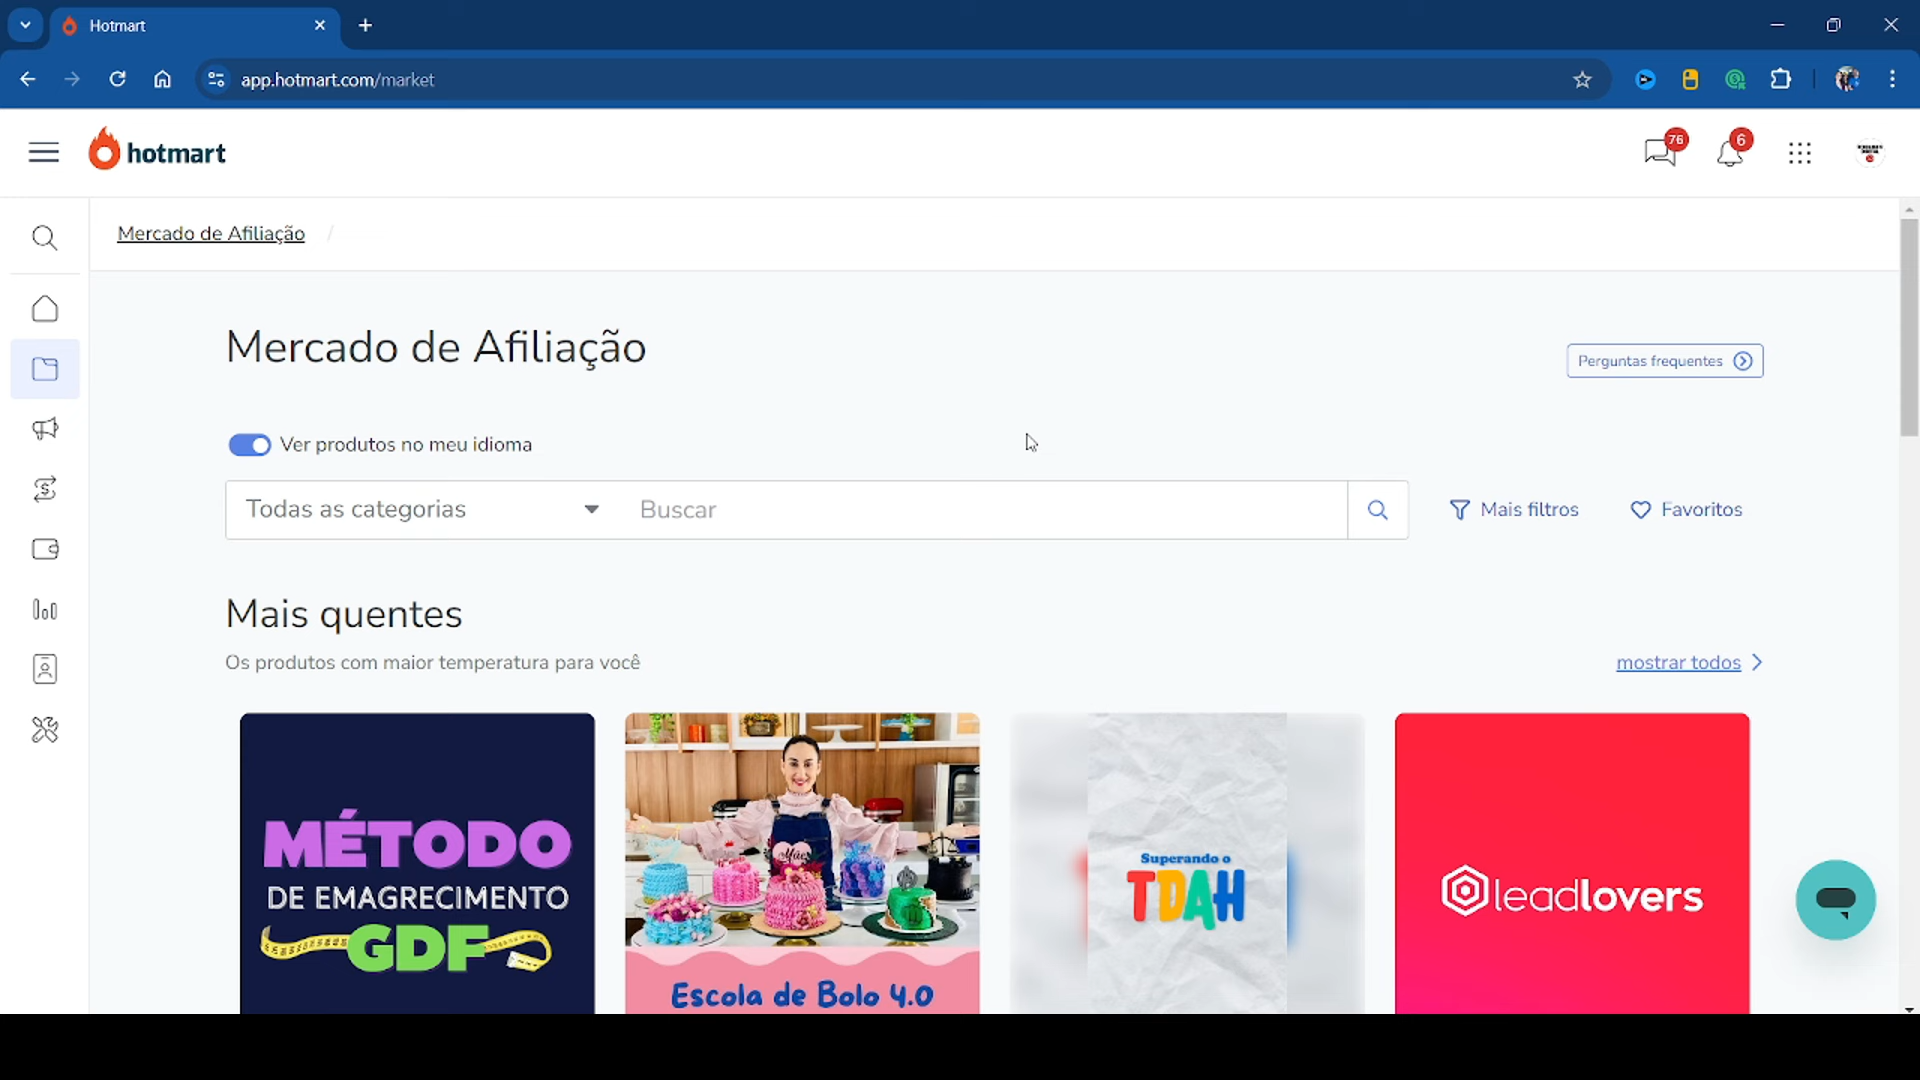 Hotmart
app.hotmart.com/market
hotmart
76
6
Mercado de Afiliação /
Mercado de Afiliação
Perguntas frequentes
Ver produtos no meu idioma
Todas as categorias
Buscar
Mais filtros
Favoritos
Mais quentes
Os produtos com maior temperatura para você
mostrar todos
MÉTODO
DE EMAGRECIMENTO
GDF
Escola de Bolo 4.0
Superando o
TDAH
leadlovers